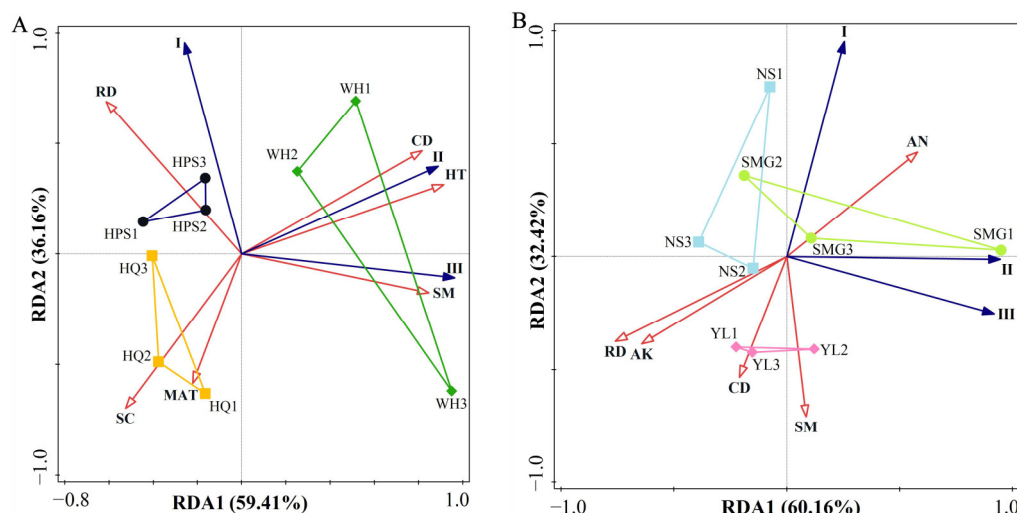 A
1.0
I
RD
WH1
WH2
CD
II
HT
HPS3
HPS1
HPS2
HQ3
III
SM
HQ2
MAT
HQ1
SC
WH3
RDA2 (36.16%)
−1.0
−0.8
RDA1 (59.41%)
1.0
B
1.0
I
NS1
AN
SMG2
SMG1
NS3
SMG3
NS2
II
III
RD
AK
YL1
YL3
YL2
CD
SM
RDA2 (32.42%)
−1.0
−1.0
RDA1 (60.16%)
1.0